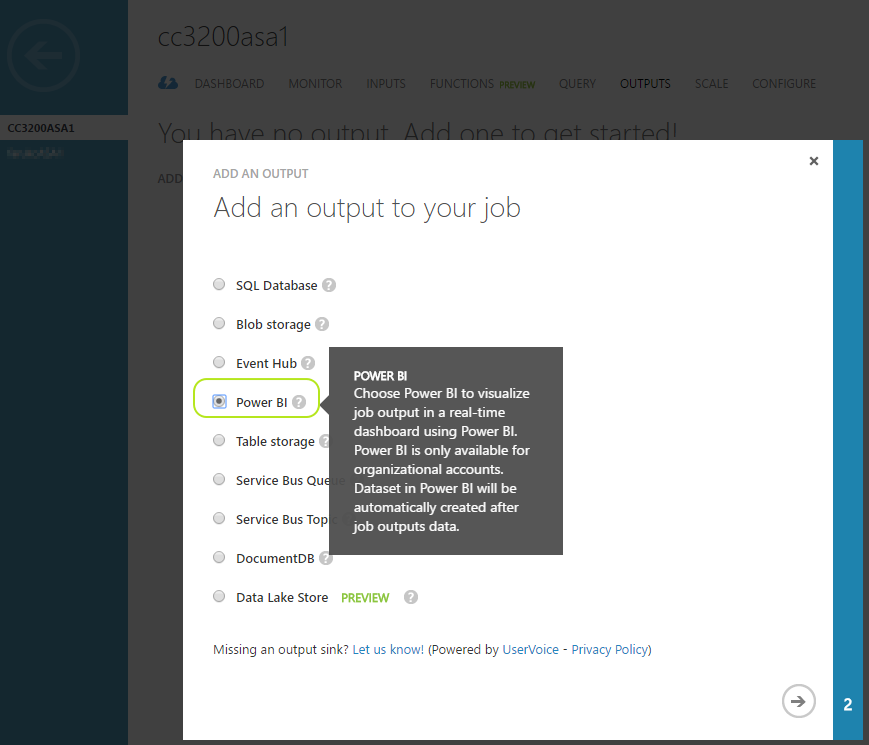 cc3200asa1
DASHBOARD MONITOR INPUTS FUNCTIONS PREVIEW QUERY OUTPUTS SCALE CONFIGURE
CC3200ASA1
You have no output. Add one to get started!
ADD
ADD AN OUTPUT
Add an output to your job
SQL Database ?
Blob storage ?
Event Hub ?
Power BI ?
POWER BI
Choose Power BI to visualize
job output in a real-time
dashboard using Power BI.
Power BI is only available for
organizational accounts.
Dataset in Power BI will be
automatically created after
job outputs data.
Table storage ?
Service Bus Queue
Service Bus Topic
DocumentDB ?
Data Lake Store PREVIEW ?
Missing an output sink? Let us know! (Powered by UserVoice - Privacy Policy)
2